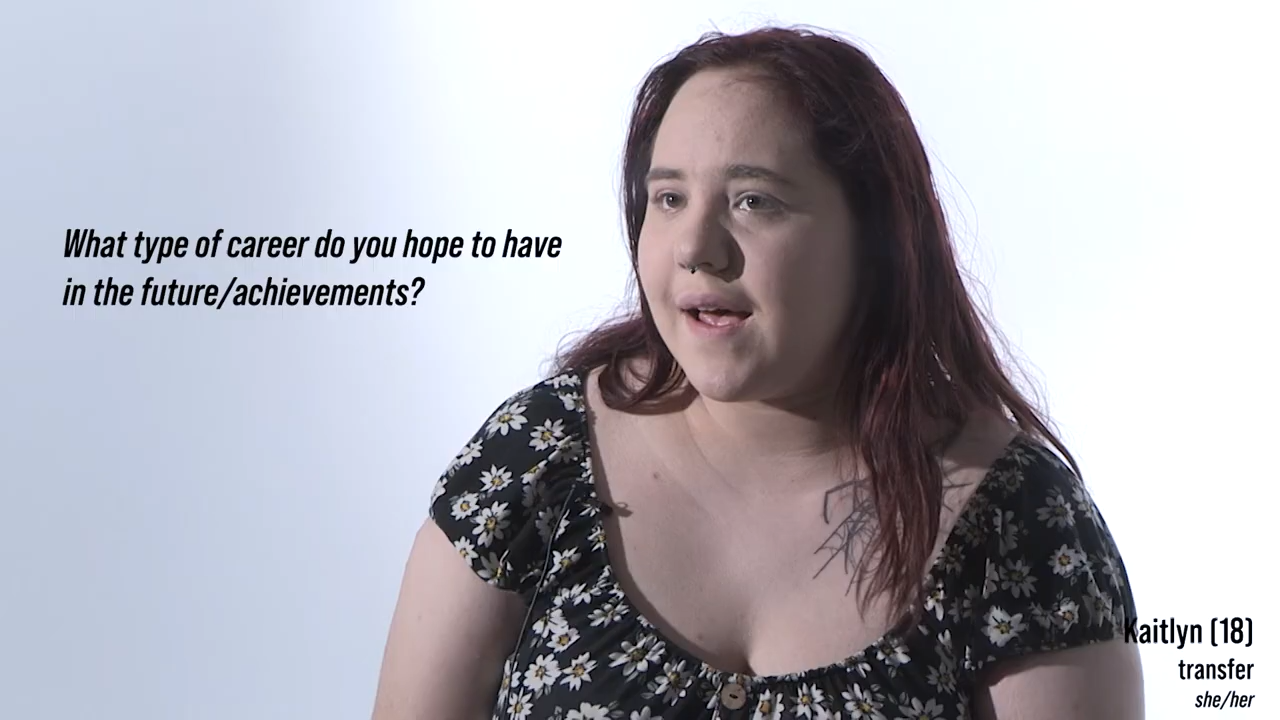 What type of career do you hope to have
in the future/achievements?
Kaitlyn (18)
transfer
she/her